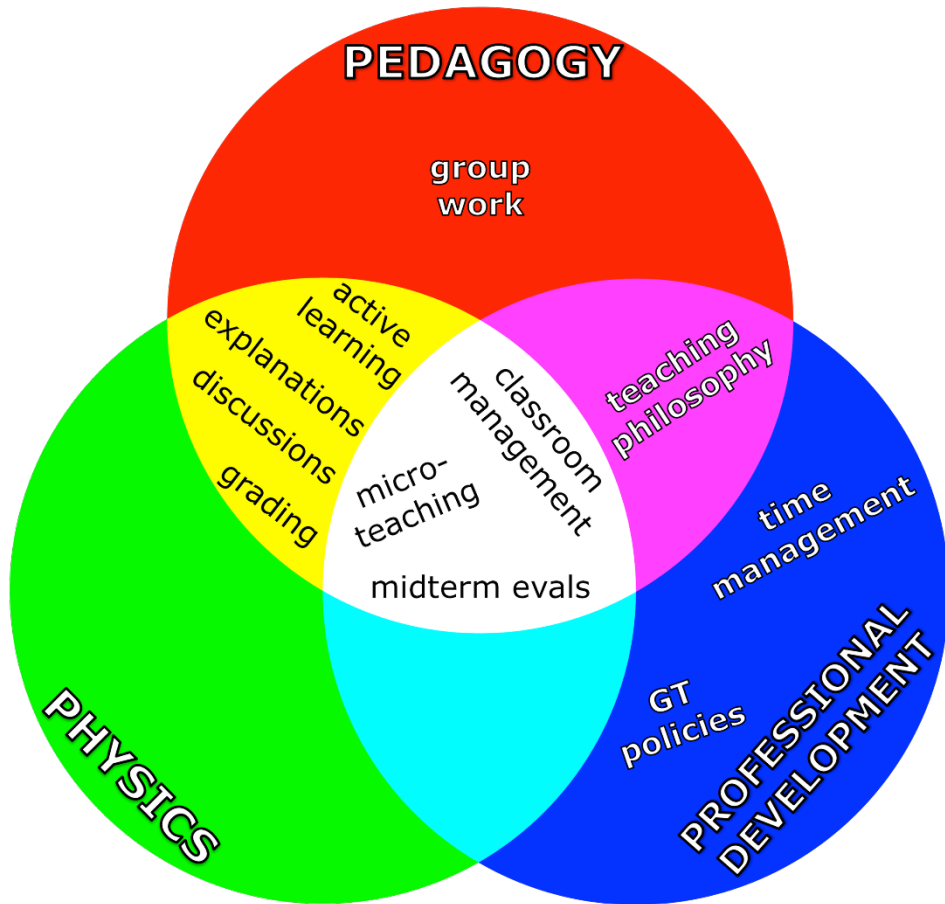 PEDAGOGY
group
work
active
learning
explanations
discussions
grading
classroom
management
micro-
teaching
midterm evals
teaching
philosophy
time
management
GT
policies
PHYSICS
PROFESSIONAL
DEVELOPMENT